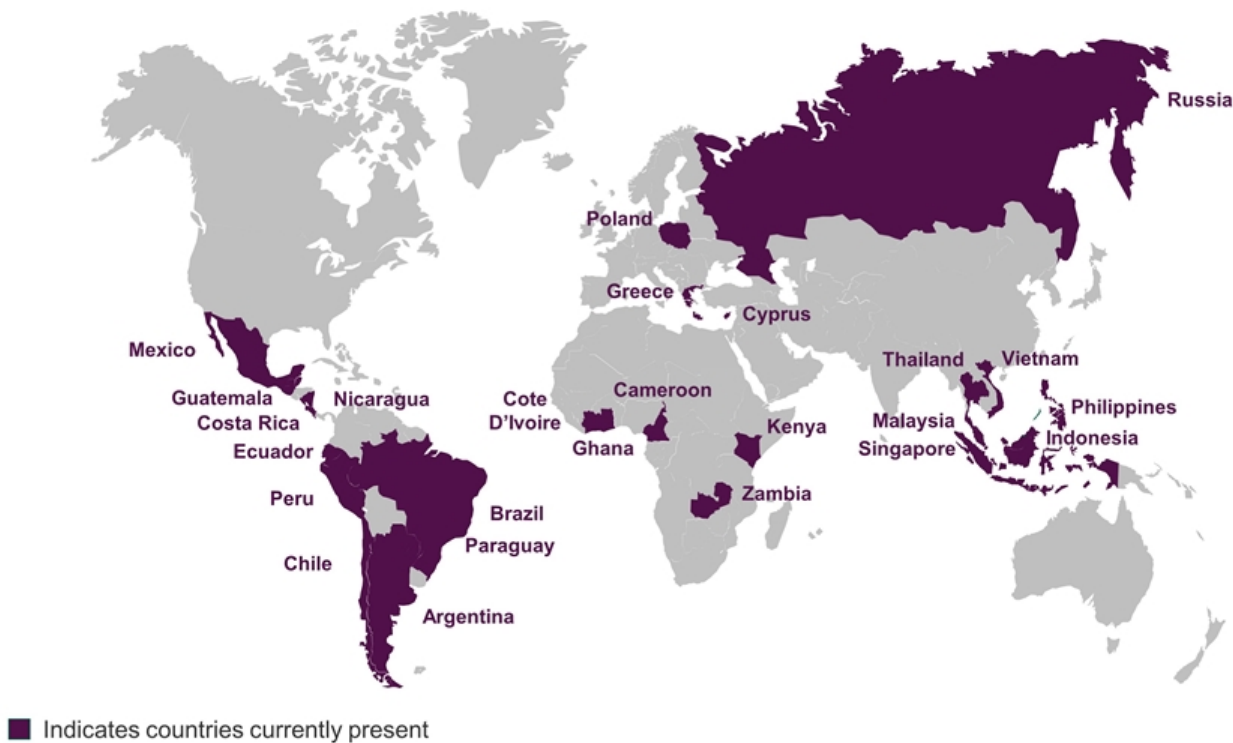 Russia
Poland
Greece
Cyprus
Mexico
Guatemala
Nicaragua
Costa Rica
Ecuador
Peru
Brazil
Paraguay
Chile
Argentina
Cote
D'Ivoire
Cameroon
Ghana
Kenya
Zambia
Thailand
Vietnam
Malaysia
Philippines
Singapore
Indonesia
Indicates countries currently present